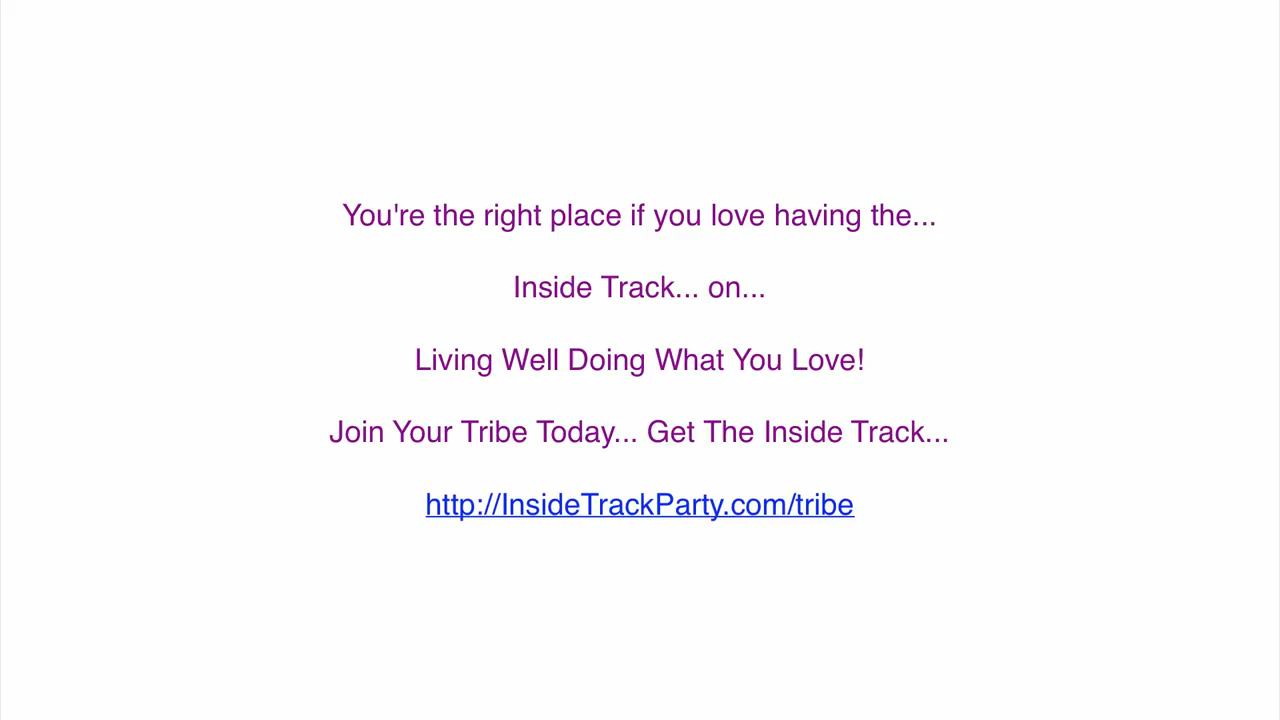 You're the right place if you love having the...
Inside Track... on...
Living Well Doing What You Love!
Join Your Tribe Today... Get The Inside Track...
http://InsideTrackParty.com/tribe